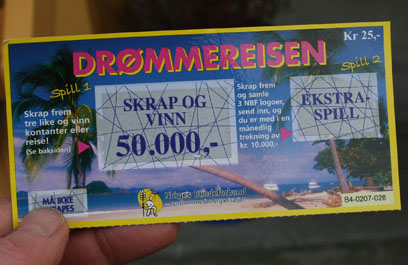 Kr 25,-
DRØMMEREISEN
Spill 1
Skrap frem
tre like og vinn
kontanter eller
reise!
(Se baksiden)
SKRAP OG
VINN
50.000,-
Skrap frem
og samle
3 NBF logoer,
send inn, og
du er med i en
månedlig
trekning av
kr. 10.000,-
Spill 2
EKSTRA-
SPILL
MÅ IKKE
Norges Blindeforbund
B4-0207-026